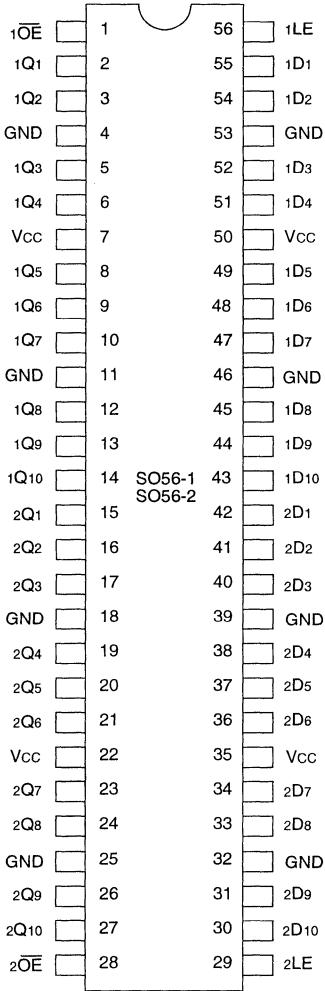 1OE 1 56 1LE
1Q1 2 55 1D1
1Q2 3 54 1D2
GND 4 53 GND
1Q3 5 52 1D3
1Q4 6 51 1D4
VCC 7 50 VCC
1Q5 8 49 1D5
1Q6 9 48 1D6
1Q7 10 47 1D7
GND 11 46 GND
1Q8 12 45 1D8
1Q9 13 44 1D9
1Q10 14 SO56-1 43 1D10
SO56-2
2Q1 15 42 2D1
2Q2 16 41 2D2
2Q3 17 40 2D3
GND 18 39 GND
2Q4 19 38 2D4
2Q5 20 37 2D5
2Q6 21 36 2D6
VCC 22 35 VCC
2Q7 23 34 2D7
2Q8 24 33 2D8
GND 25 32 GND
2Q9 26 31 2D9
2Q10 27 30 2D10
2OE 28 29 2LE